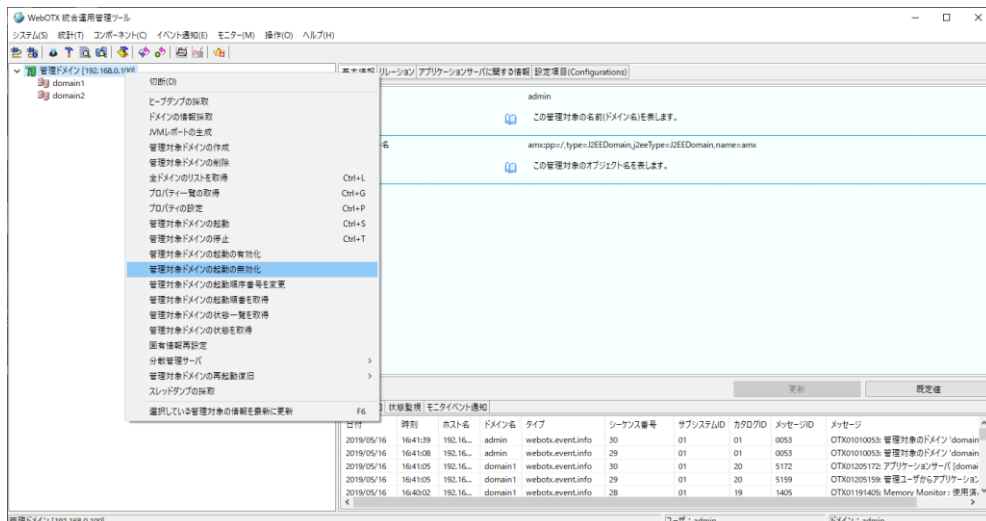 WebOTX 統合運用管理ツール
システム(S) 統計(T) コンポーネント(C) イベント通知(E) モニター(M) 操作(O) ヘルプ(H)
管理ドメイン [192.168.0.100]
domain1
domain2
切断(D)
ヒープダンプの採取
ドメインの情報採取
JVMレポートの生成
管理対象ドメインの作成
管理対象ドメインの削除
全ドメインのリストを取得 Ctrl+L
プロパティ一覧の取得 Ctrl+G
プロパティの設定 Ctrl+P
管理対象ドメインの起動 Ctrl+S
管理対象ドメインの停止 Ctrl+T
管理対象ドメインの起動の有効化
管理対象ドメインの起動の無効化
管理対象ドメインの起動順序番号を変更
管理対象ドメインの起動順番を取得
管理対象ドメインの状態一覧を取得
管理対象ドメインの状態を取得
固有情報再設定
分散管理サーバ
管理対象ドメインの再起動復旧
スレッドダンプの採取
選択している管理対象の情報を最新に更新 F6
基本情報 リレーション アプリケーションサーバに関する情報 設定項目(Configurations)
admin
この管理対象の名前(ドメイン名)を表します。
名 amx:pp=/,type=J2EEDomain,j2eeType=J2EEDomain,name=amx
この管理対象のオブジェクト名を表します。
更新 既定値
状態監視 モニタイベント通知
日付 時刻 ホスト名 ドメイン名 タイプ シーケンス番号 サブシステムID カタログID メッセージID メッセージ
2019/05/16 16:41:39 192.16... admin webotx.event.info 30 01 01 0053 OTX01010053: 管理対象のドメイン 'domain
2019/05/16 16:41:08 192.16... admin webotx.event.info 29 01 01 0053 OTX01010053: 管理対象のドメイン 'domain
2019/05/16 16:41:05 192.16... domain1 webotx.event.info 30 01 20 5172 OTX01205172: アプリケーションサーバ [domai
2019/05/16 16:41:05 192.16... domain1 webotx.event.info 29 01 20 5159 OTX01205159: 管理ユーザからアプリケーション
2019/05/16 16:40:02 192.16... domain1 webotx.event.info 28 01 19 1405 OTX01191405: Memory Monitor : 使用済.
管理ドメイン [192.168.0.100] ユーザ : admin ドメイン : admin